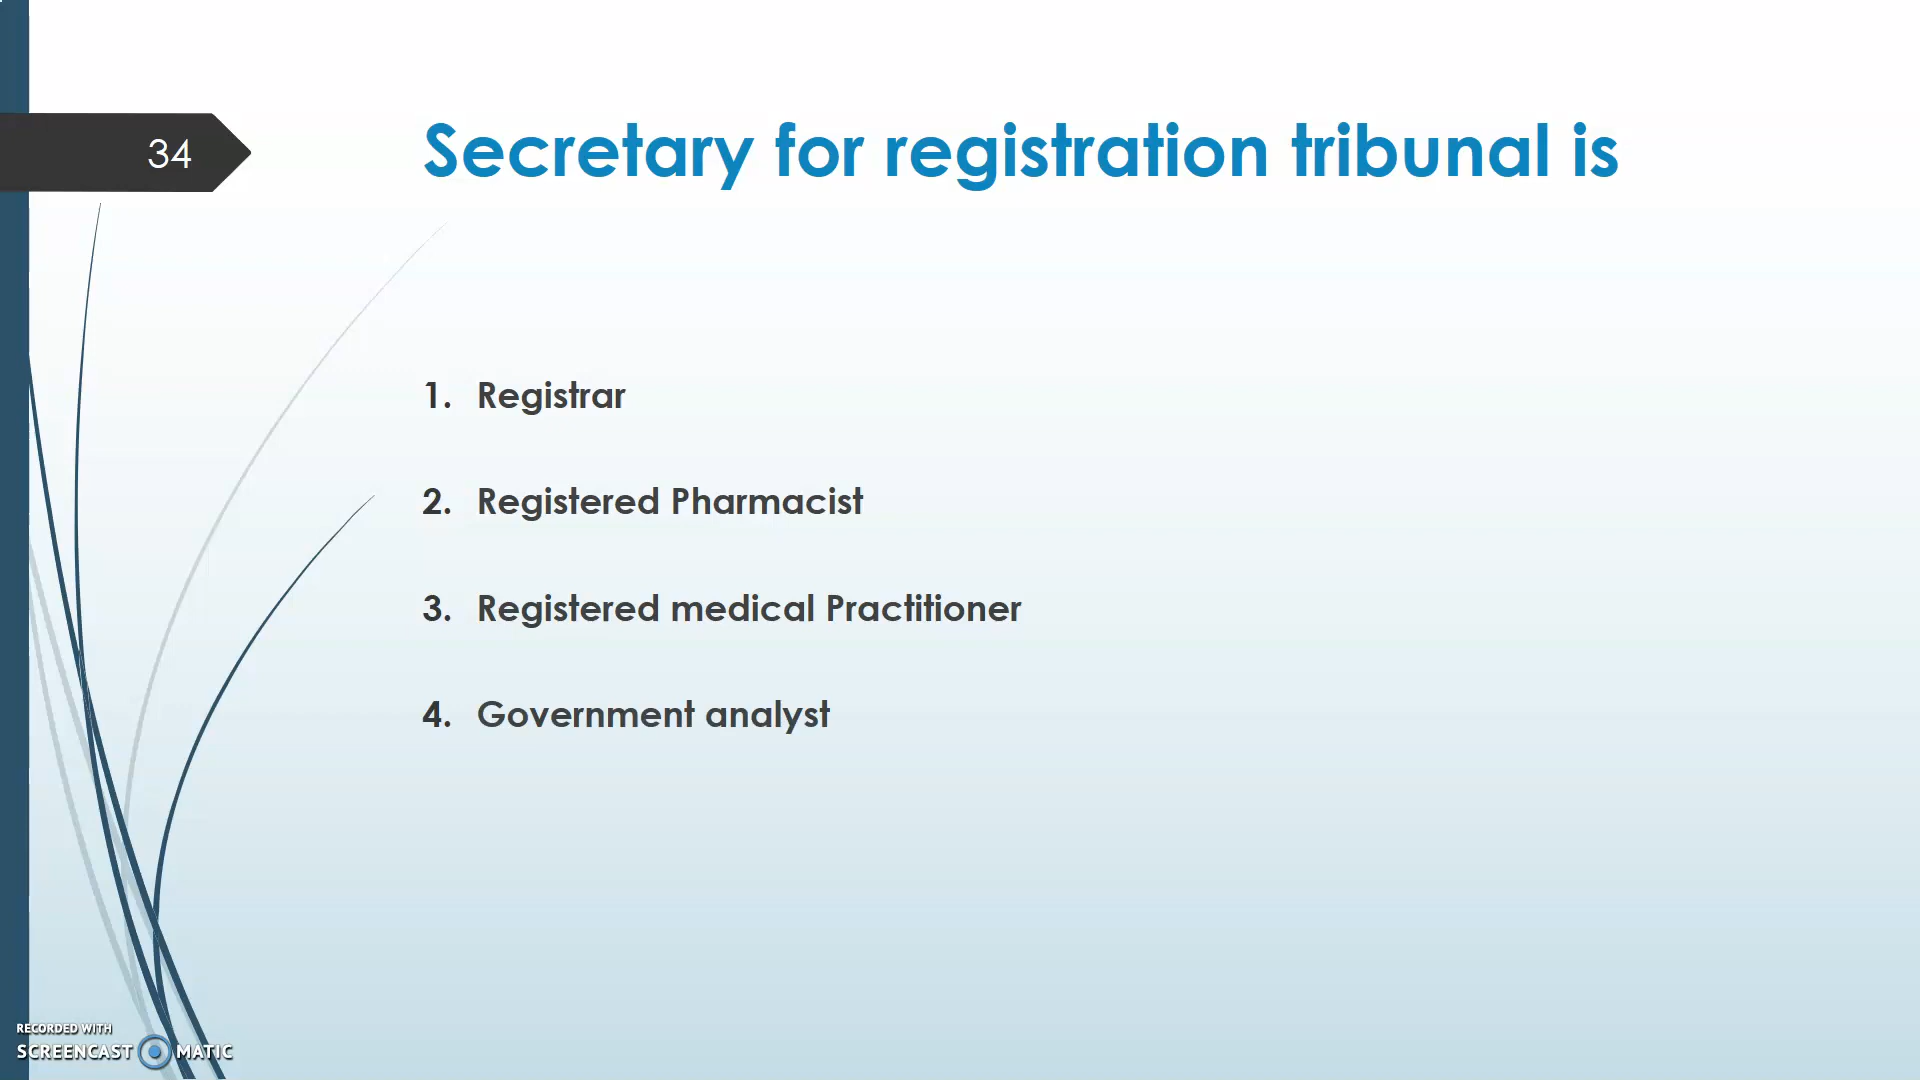 34
Secretary for registration tribunal is
1. Registrar
2. Registered Pharmacist
3. Registered medical Practitioner
4. Government analyst
RECORDED WITH
SCREENCAST MATIC